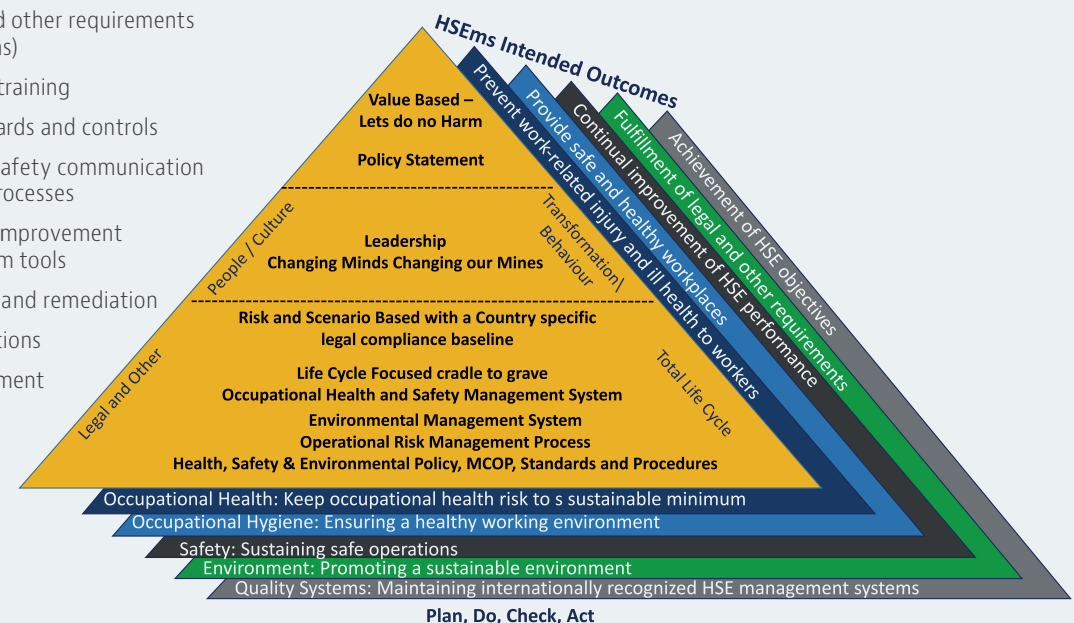 other requirements
training
and controls
safety communication
processes
improvement
tools
and remediation
HSEms Intended Outcomes
Value Based –
Lets do no Harm
Policy Statement
People / Culture
Leadership
Changing Minds Changing our Mines
Transformation\
Behaviour
Legal and Other
Risk and Scenario Based with a Country specific
legal compliance baseline
Life Cycle Focused cradle to grave
Occupational Health and Safety Management System
Environmental Management System
Operational Risk Management Process
Health, Safety & Environmental Policy, MCOP, Standards and Procedures
Total Life Cycle
Prevent work-related injury and ill health to workers
Provide safe and healthy workplaces
Continual improvement of HSE performance
Fulfillment of legal and other requirements
Achievement of HSE objectives
Occupational Health: Keep occupational health risk to s sustainable minimum
Occupational Hygiene: Ensuring a healthy working environment
Safety: Sustaining safe operations
Environment: Promoting a sustainable environment
Quality Systems: Maintaining internationally recognized HSE management systems
Plan, Do, Check, Act